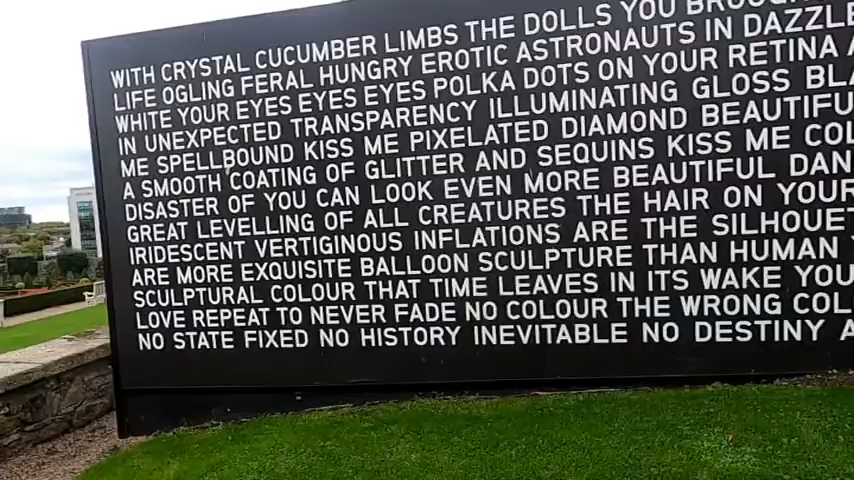 WITH CRYSTAL CUCUMBER LIMBS THE DOLLS YOU
LIFE OGLING FERAL HUNGRY EROTIC ASTRONAUTS IN DAZZLE
WHITE YOUR EYES EYES EYES POLKA DOTS ON YOUR RETINA
IN UNEXPECTED TRANSPARENCY ILLUMINATING GLOSS
ME SPELLBOUND KISS ME PIXELATED DIAMOND BEAUTIFUL
A SMOOTH COATING OF GLITTER AND SEQUINS KISS ME
DISASTER OF YOU CAN LOOK EVEN MORE BEAUTIFUL
GREAT LEVELLING OF ALL CREATURES THE HAIR ON YOUR
IRIDESCENT VERTIGINOUS INFLATIONS ARE THE
ARE MORE EXQUISITE BALLOON SCULPTURE THAN HUMAN
SCULPTURAL COLOUR THAT TIME LEAVES IN ITS WAKE YOU
LOVE REPEAT TO NEVER FADE NO COLOUR THE WRONG
NO STATE FIXED NO HISTORY INEVITABLE NO DESTINY